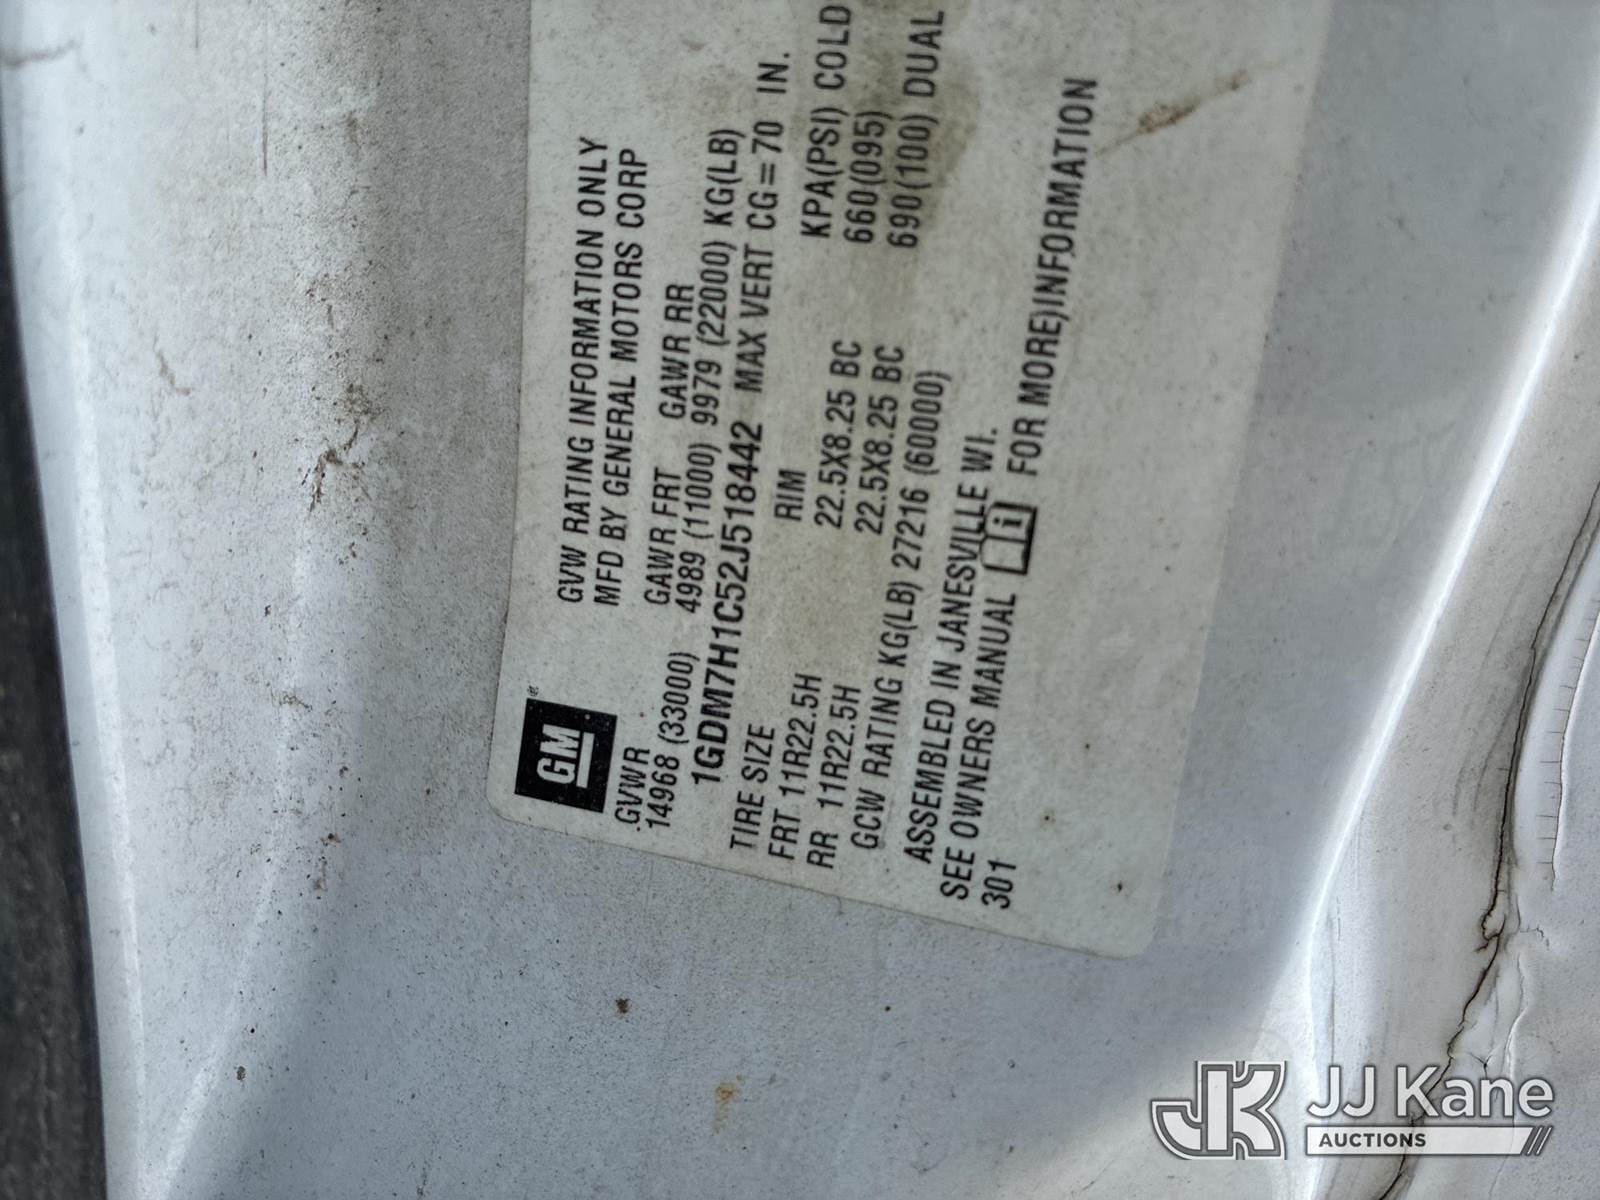 GVW RATING INFORMATION ONLY
MFD BY GENERAL MOTORS CORP
GM®
GVWR GAWR FRT GAWR RR
14968 (33000) 4989 (11000) 9979 (22000) KG(LB)
1GDM7H1C52J518442 MAX VERT CG=70 IN.
TIRE SIZE RIM KPA(PSI) COLD
FRT 11R22.5H 22.5X8.25 BC 660(095)
RR 11R22.5H 22.5X8.25 BC 690(100) DUAL
GCW RATING KG(LB) 27216 (60000)
ASSEMBLED IN JANESVILLE WI.
SEE OWNERS MANUAL i FOR MORE)INFORMATION
301
JK JJ Kane
AUCTIONS